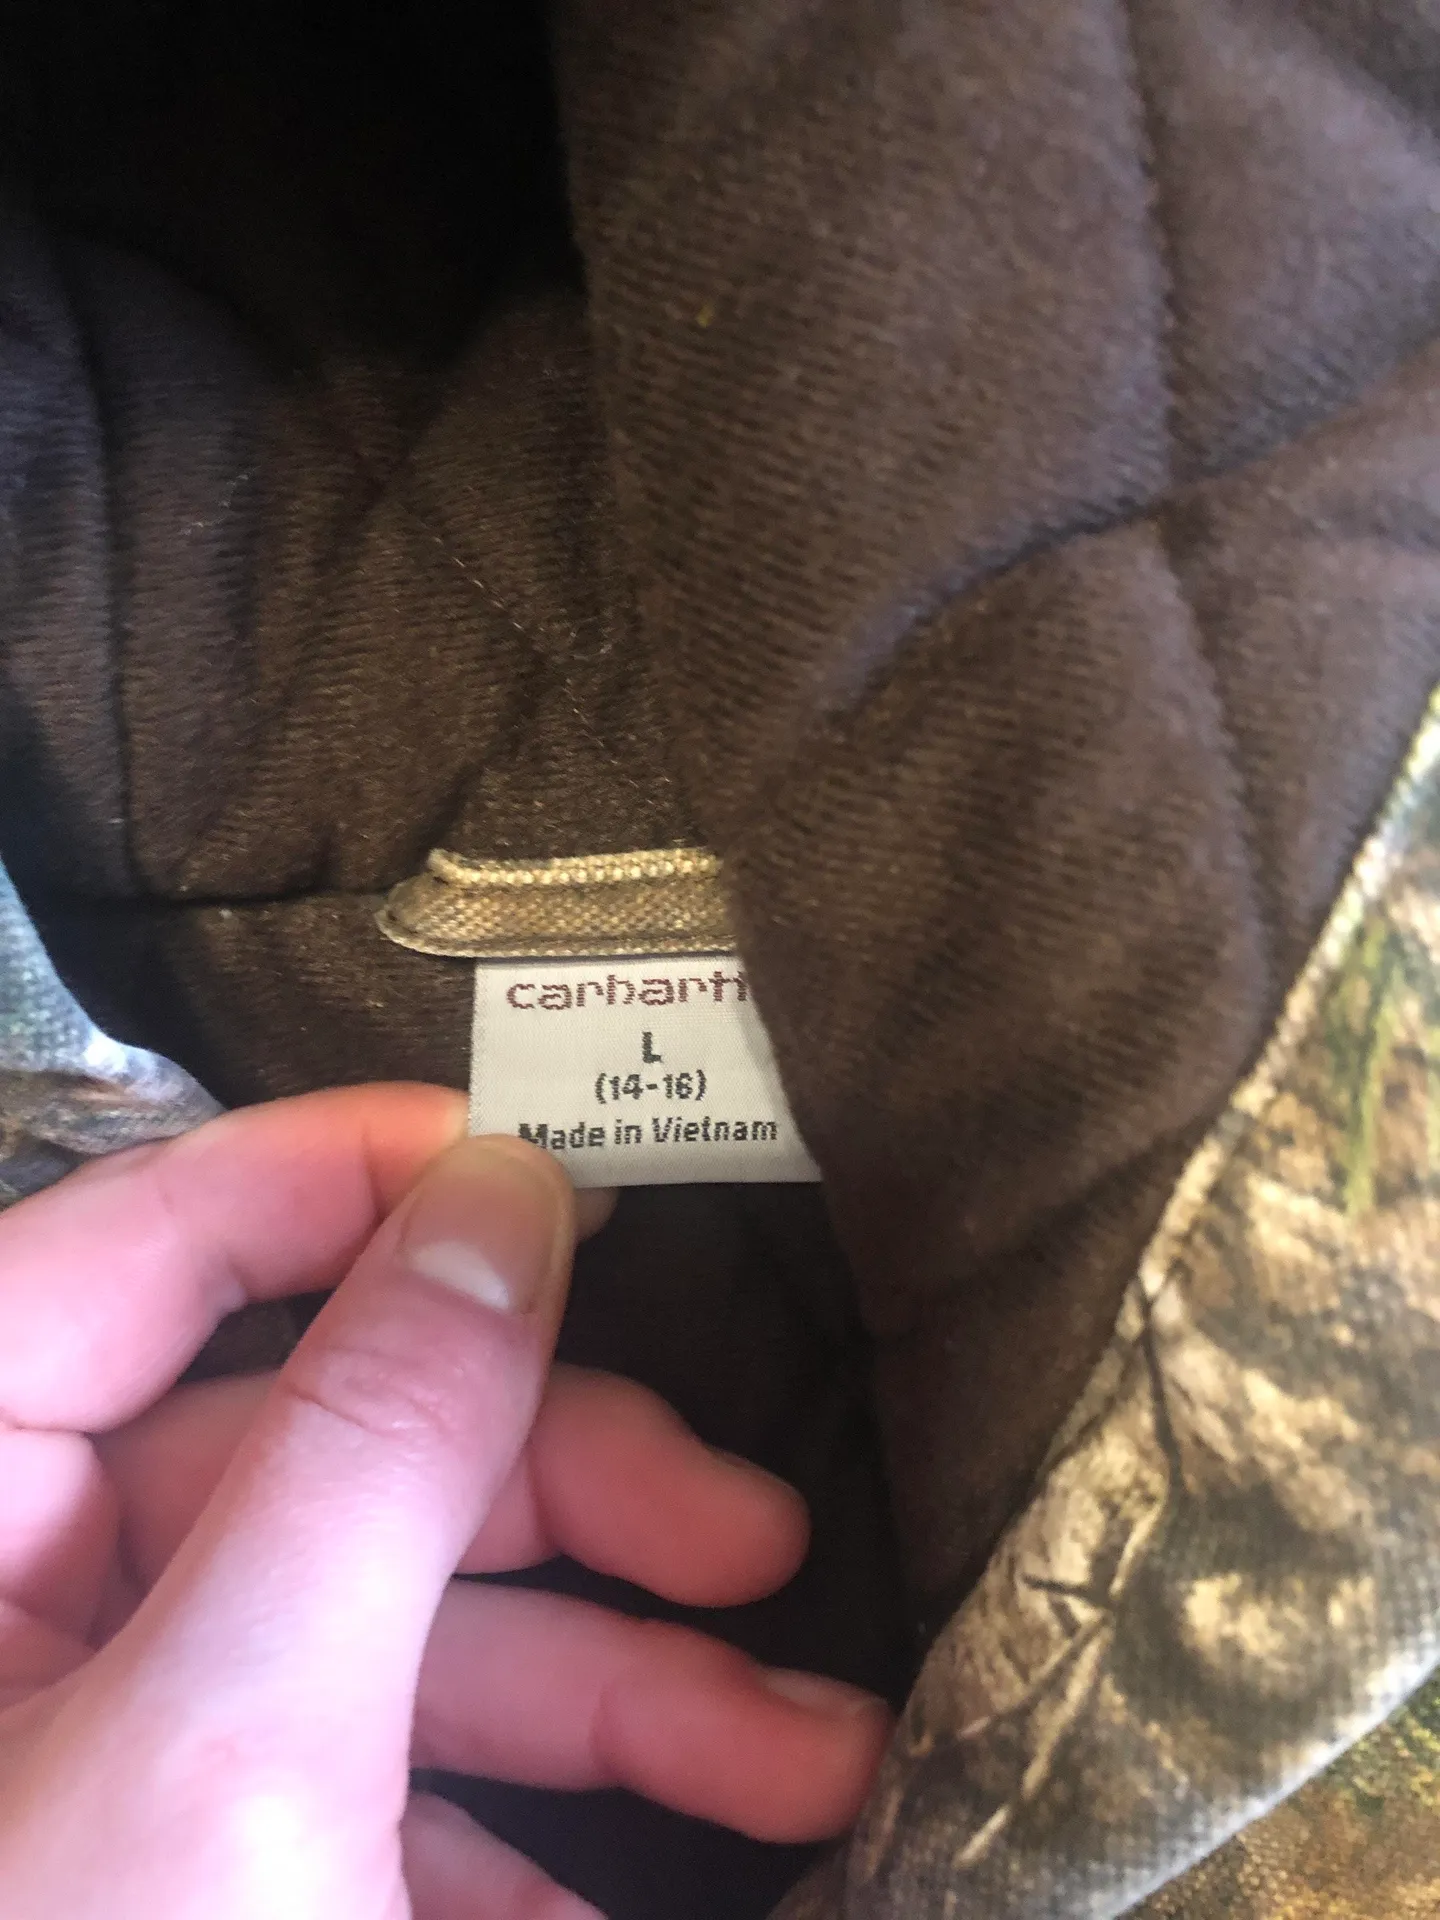 carhartt
L
(14-16)
Made in Vietnam